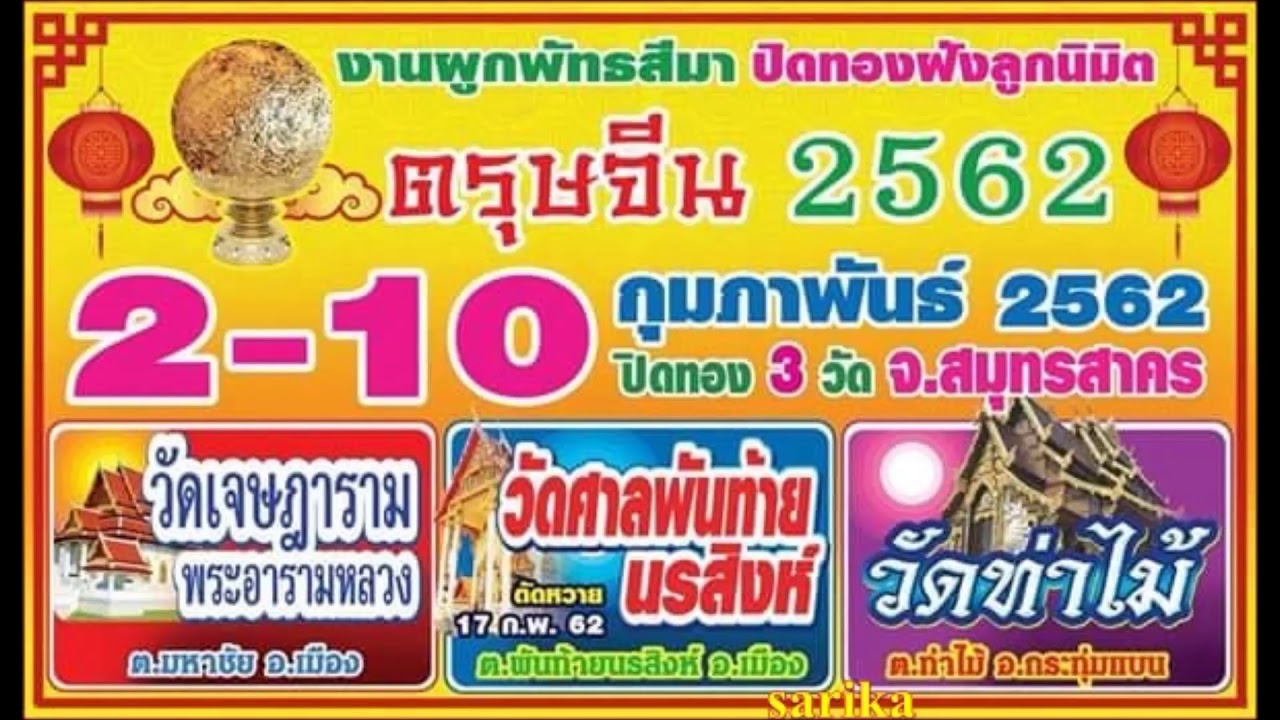 งานผูกพัทธสีมา ปิดทองฝังลูกนิมิต
ตรุษจีน 2562
2-10 กุมภาพันธ์ 2562
ปิดทอง 3 วัด จ.สมุทรสาคร
วัดเจษฎาราม
พระอารามหลวง
ต.มหาชัย อ.เมือง
วัดศาลพันท้าย
นรสิงห์
ตัดหวาย
17 ก.พ. 62
ต.พันท้ายนรสิงห์ อ.เมือง
วัดท่าไม้
ต.ท่าไม้ อ.กระทุ่มแบน
sarika